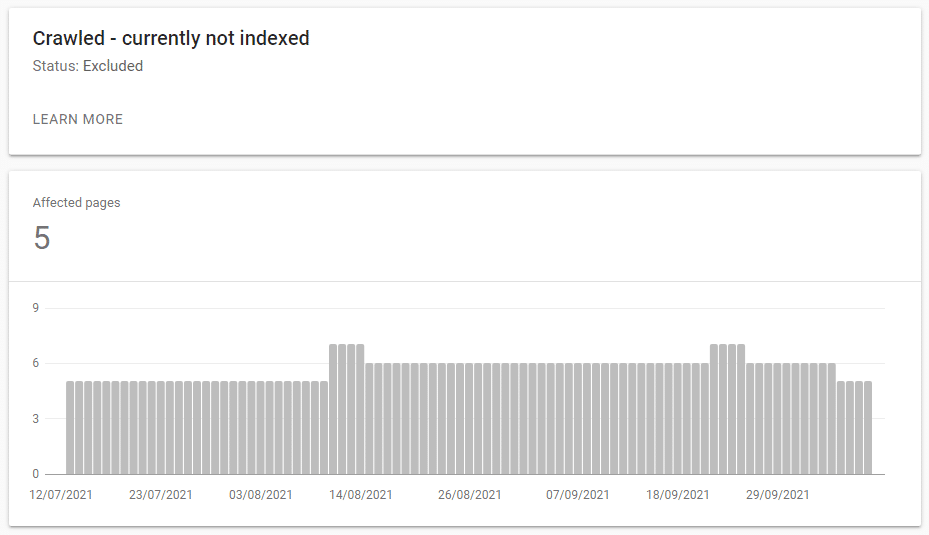 Crawled - currently not indexed
Status: Excluded
LEARN MORE
Affected pages
5
9
6
3
0
12/07/2021 23/07/2021 03/08/2021 14/08/2021 26/08/2021 07/09/2021 18/09/2021 29/09/2021